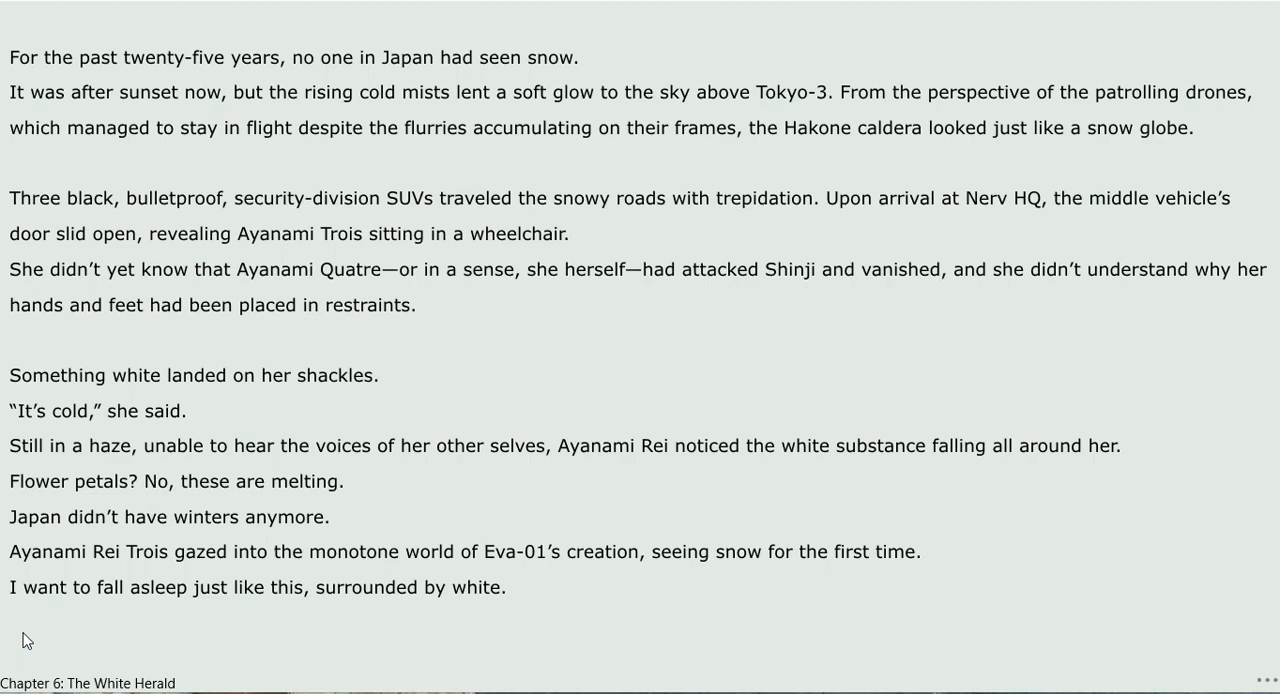 For the past twenty-five years, no one in Japan had seen snow.
It was after sunset now, but the rising cold mists lent a soft glow to the sky above Tokyo-3. From the perspective of the patrolling drones,
which managed to stay in flight despite the flurries accumulating on their frames, the Hakone caldera looked just like a snow globe.
Three black, bulletproof, security-division SUVs traveled the snowy roads with trepidation. Upon arrival at Nerv HQ, the middle vehicle’s
door slid open, revealing Ayanami Trois sitting in a wheelchair.
She didn’t yet know that Ayanami Quatre—or in a sense, she herself—had attacked Shinji and vanished, and she didn’t understand why her
hands and feet had been placed in restraints.
Something white landed on her shackles.
“It’s cold,” she said.
Still in a haze, unable to hear the voices of her other selves, Ayanami Rei noticed the white substance falling all around her.
Flower petals? No, these are melting.
Japan didn’t have winters anymore.
Ayanami Rei Trois gazed into the monotone world of Eva-01’s creation, seeing snow for the first time.
I want to fall asleep just like this, surrounded by white.
Chapter 6: The White Herald